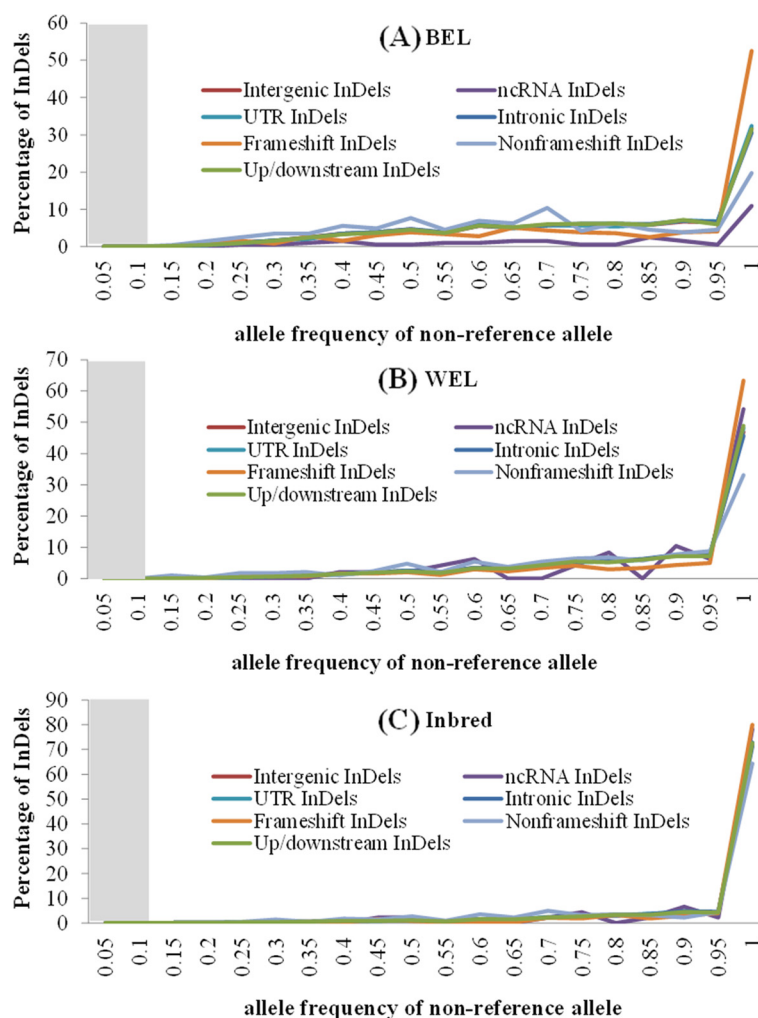 (A) BEL
Percentage of InDels
60
50
40
30
20
10
0
Intergenic InDels
ncRNA InDels
UTR InDels
Intronic InDels
Frameshift InDels
Nonframeshift InDels
Up/downstream InDels
0.05 0.1 0.15 0.2 0.25 0.3 0.35 0.4 0.45 0.5 0.55 0.6 0.65 0.7 0.75 0.8 0.85 0.9 0.95 1
allele frequency of non-reference allele
(B) WEL
Percentage of InDels
70
60
50
40
30
20
10
0
Intergenic InDels
ncRNA InDels
UTR InDels
Intronic InDels
Frameshift InDels
Nonframeshift InDels
Up/downstream InDels
0.05 0.1 0.15 0.2 0.25 0.3 0.35 0.4 0.45 0.5 0.55 0.6 0.65 0.7 0.75 0.8 0.85 0.9 0.95 1
allele frequency of non-reference allele
(C) Inbred
Percentage of InDels
90
80
70
60
50
40
30
20
10
0
Intergenic InDels
ncRNA InDels
UTR InDels
Intronic InDels
Frameshift InDels
Nonframeshift InDels
Up/downstream InDels
0.05 0.1 0.15 0.2 0.25 0.3 0.35 0.4 0.45 0.5 0.55 0.6 0.65 0.7 0.75 0.8 0.85 0.9 0.95 1
allele frequency of non-reference allele